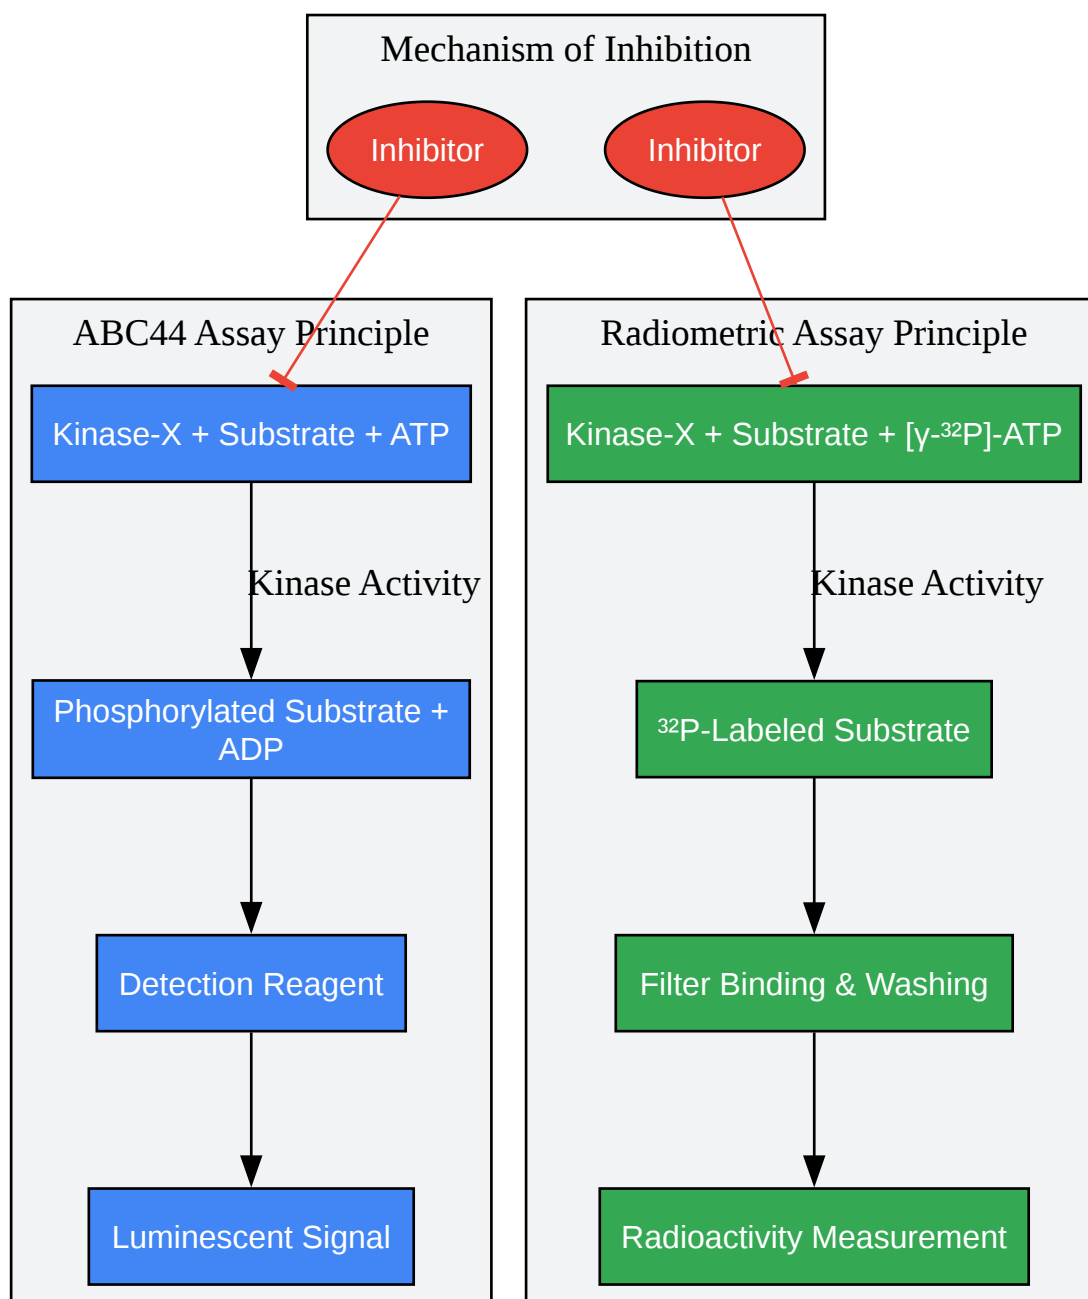 Mechanism of Inhibition
Inhibitor
Inhibitor
ABC44 Assay Principle
Kinase-X + Substrate + ATP
Kinase Activity
Phosphorylated Substrate +
ADP
Detection Reagent
Luminescent Signal
Radiometric Assay Principle
Kinase-X + Substrate + [γ-³²P]-ATP
Kinase Activity
³²P-Labeled Substrate
Filter Binding & Washing
Radioactivity Measurement